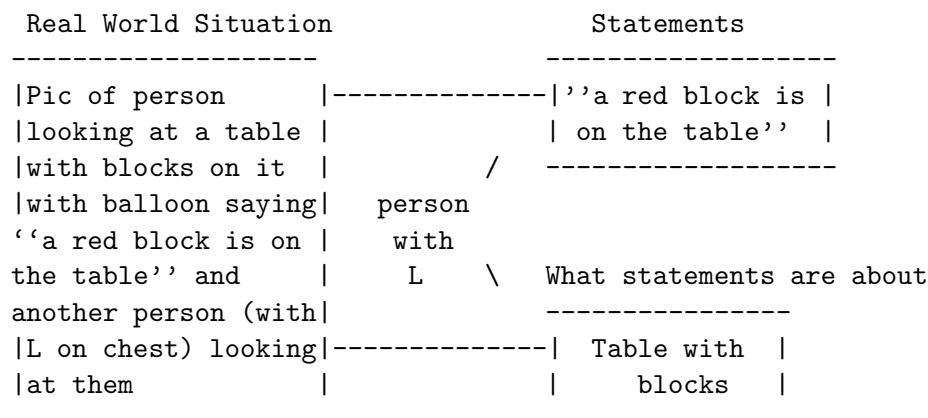 Real World Situation                 Statements
--------------------               -------------------
|Pic of person      |--------------|''a red block is |
|looking at a table |              | on the table''  |
|with blocks on it  |          /   -------------------
|with balloon saying|   person
‘‘a red block is on |    with
the table’’ and     |     L    \   What statements are about
another person (with|              ----------------
|L on chest) looking|--------------|  Table with  |
|at them            |              |     blocks   |